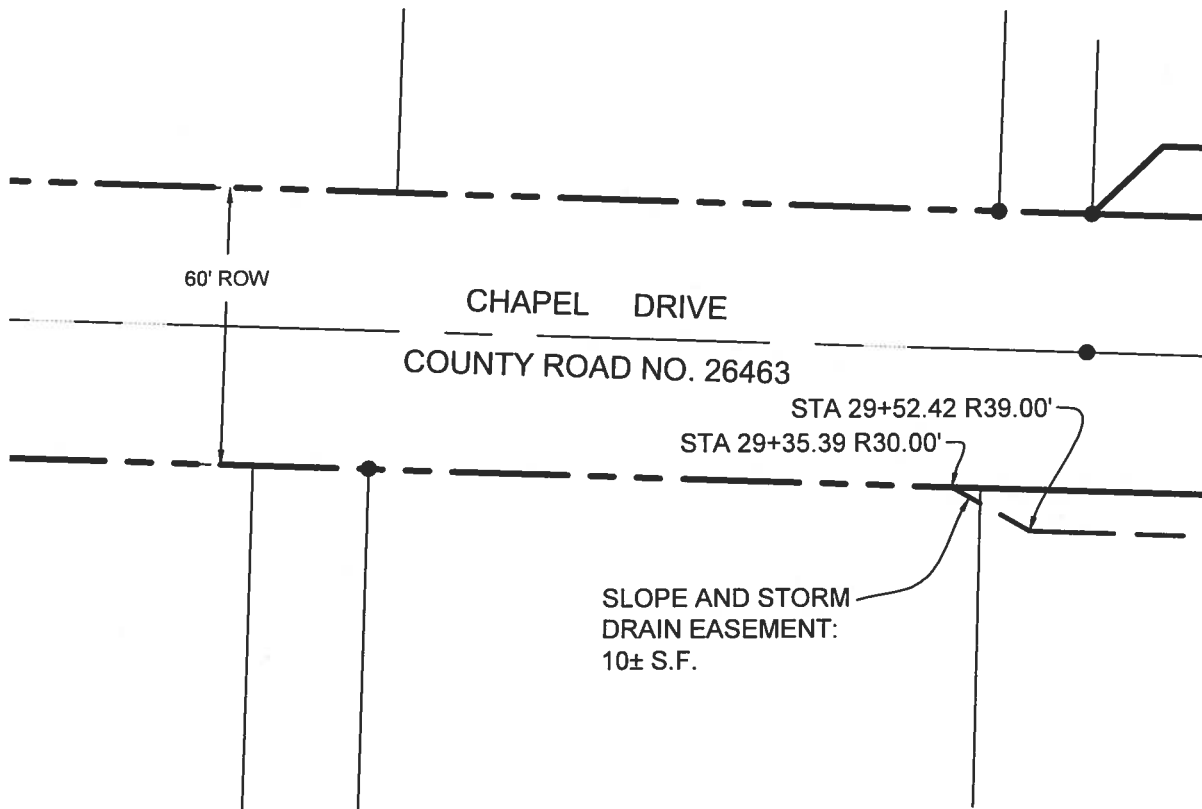 60' ROW
CHAPEL DRIVE
COUNTY ROAD NO. 26463
STA 29+52.42 R39.00'
STA 29+35.39 R30.00'
SLOPE AND STORM
DRAIN EASEMENT:
10± S.F.